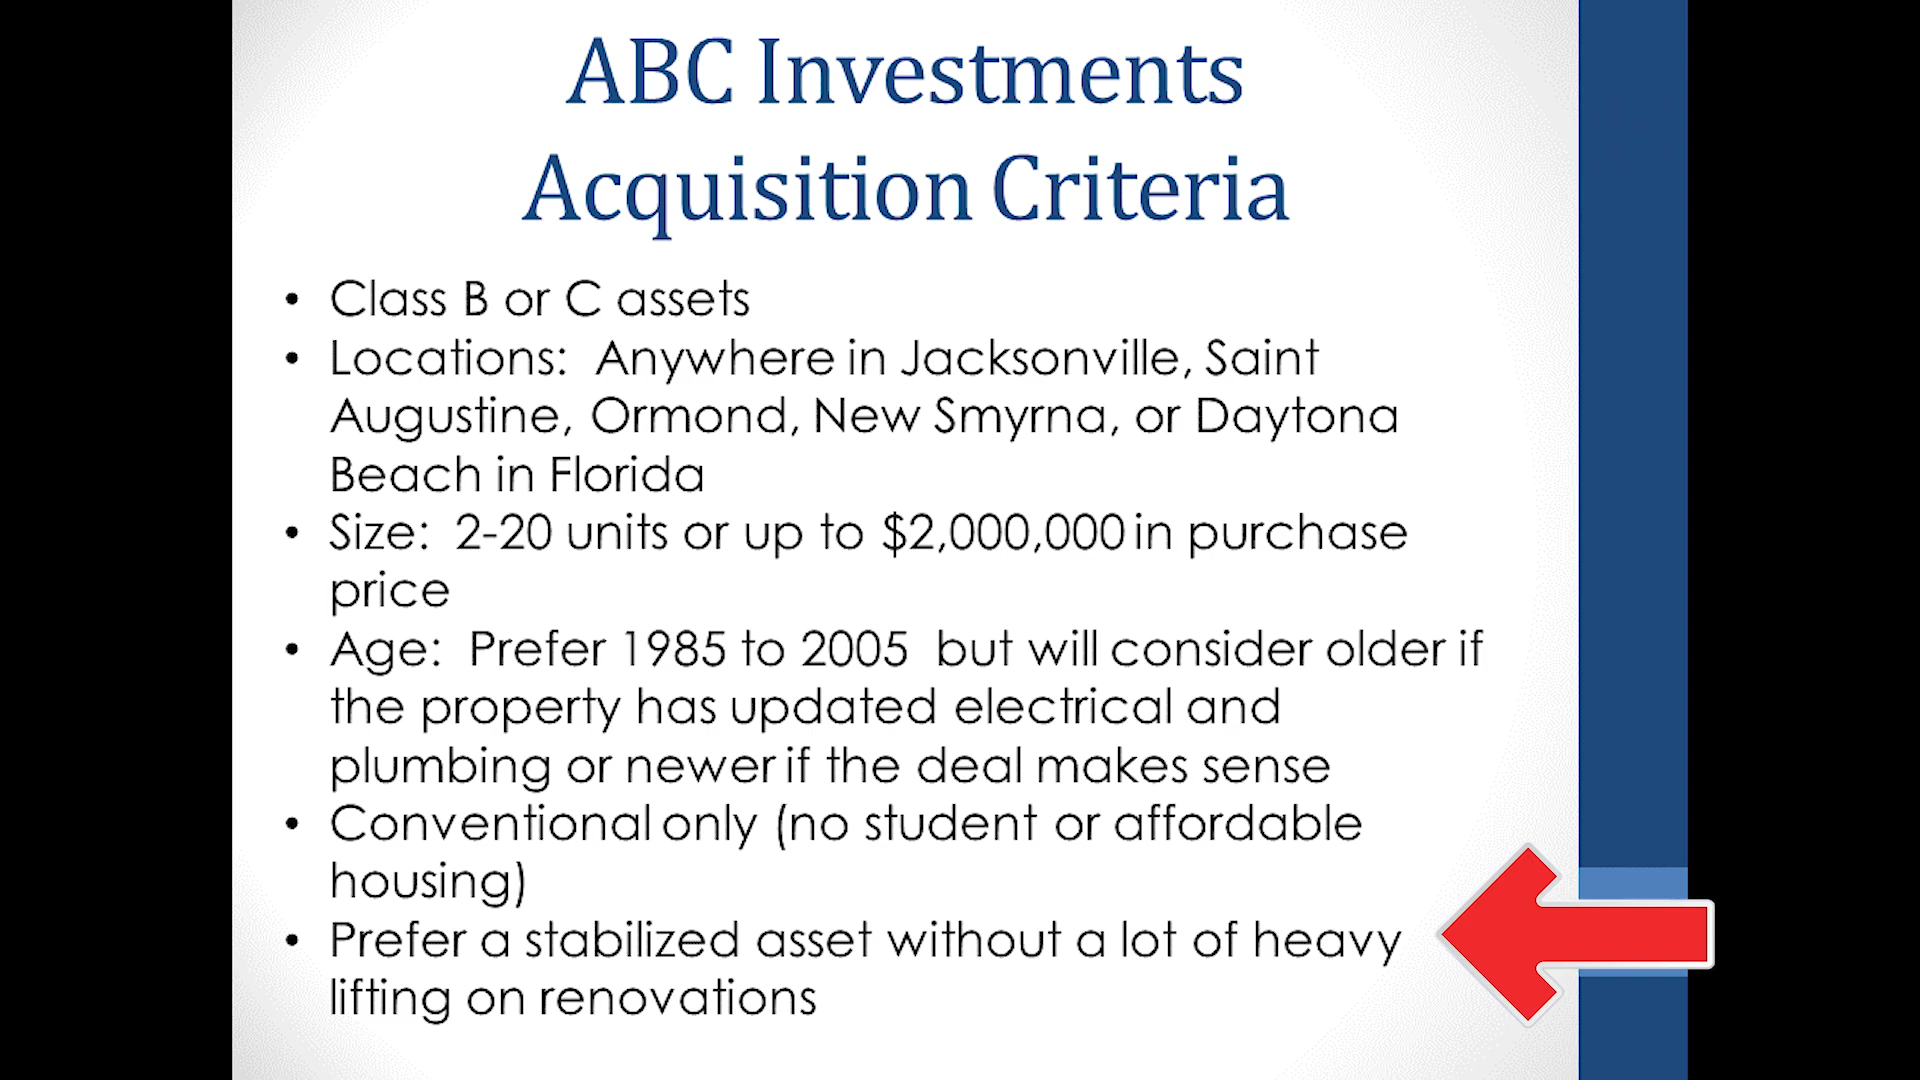 ABC Investments
Acquisition Criteria
• Class B or C assets
• Locations:  Anywhere in Jacksonville, Saint
Augustine, Ormond, New Smyrna, or Daytona
Beach in Florida
• Size:  2-20 units or up to $2,000,000 in purchase
price
• Age:  Prefer 1985 to 2005  but will consider older if
the property has updated electrical and
plumbing or newer if the deal makes sense
• Conventional only (no student or affordable
housing)
• Prefer a stabilized asset without a lot of heavy
lifting on renovations